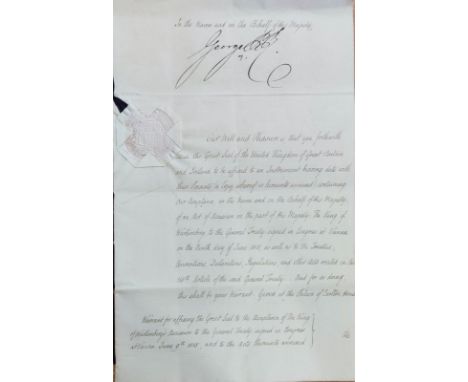 In the Name and on the Behalf of His Majesty,
George P R
Our Will and Pleasure is that you forthwith
cause the Great Seal of the United Kingdom of Great Britain
and Ireland to be affixed to an Instrument bearing date with
these Presents (a Copy whereof is hereunto annexed) containing
Our Acceptance, in the Name and on the Behalf of His Majesty
of an Act of Accession on the part of His Majesty The King of
Würtemberg to the General Treaty signed in Congress at Vienna
on the Ninth day of June 1815, as well as to the Treaties,
Conventions, Declarations, Regulations, and other Acts recited in the
118th Article of the said General Treaty. And for so doing,
this shall be your Warrant. Given at the Palace of Carlton House
Warrant for affixing the Great Seal to the Acceptance of the King
of Würtemberg's Accession to the General Treaty signed in Congress
at Vienna June 9th 1815, and to the Acts thereunto annexed